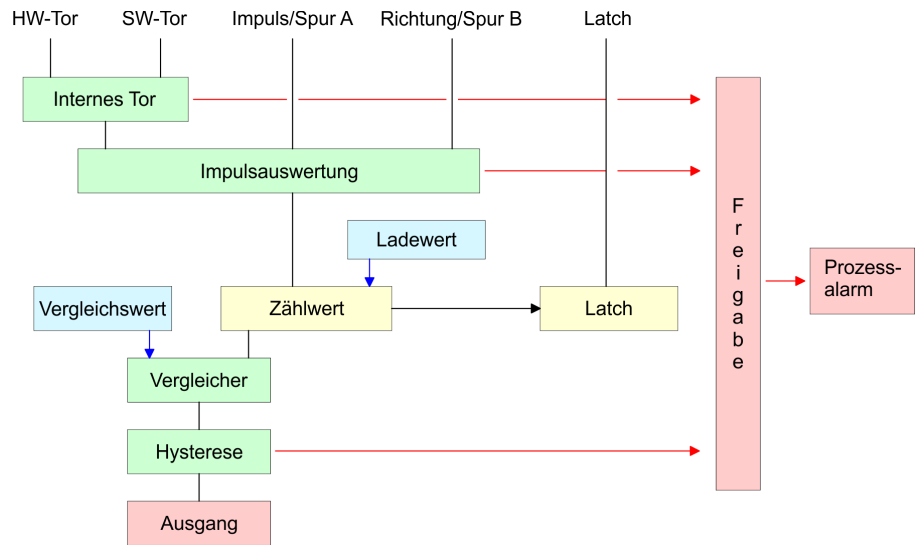 HW-Tor
SW-Tor
Impuls/Spur A
Richtung/Spur B
Latch
Internes Tor
Impulsauswertung
Ladewert
Vergleichswert
Zählwert
Latch
Vergleicher
Hysterese
Ausgang
Freigabe
Prozess-
alarm